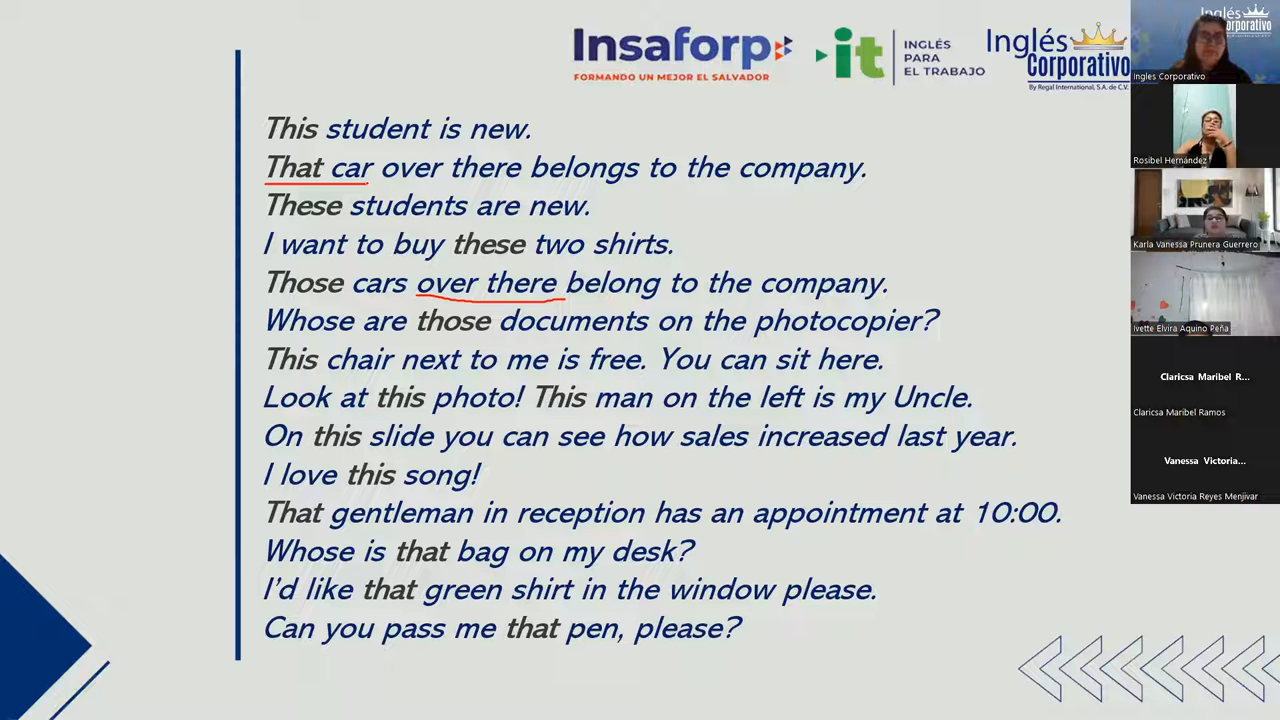 Insaforp
FORMANDO UN MEJOR EL SALVADOR
it
INGLÉS
PARA
EL TRABAJO
Inglés
Corporativo
By Regal International, S.A. de C.V.
This student is new.
That car over there belongs to the company.
These students are new.
I want to buy these two shirts.
Those cars over there belong to the company.
Whose are those documents on the photocopier?
This chair next to me is free. You can sit here.
Look at this photo! This man on the left is my Uncle.
On this slide you can see how sales increased last year.
I love this song!
That gentleman in reception has an appointment at 10:00.
Whose is that bag on my desk?
I'd like that green shirt in the window please.
Can you pass me that pen, please?
Ingles Corporativo
Rosibel Hernández
Karla Vanessa Prunera Guerrero
Ivette Elvira Aquino Peña
Claricsa Maribel R...
Claricsa Maribel Ramos
Vanessa Victoria...
Vanessa Victoria Reyes Menjivar